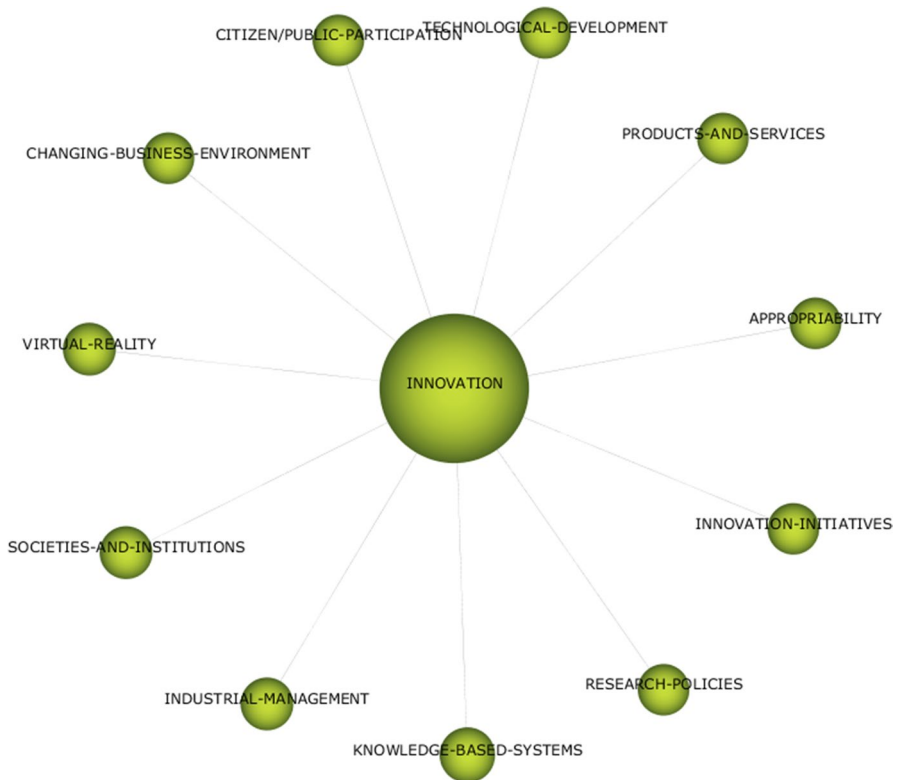 CITIZEN/PUBLIC-PARTICIPATION
TECHNOLOGICAL-DEVELOPMENT
PRODUCTS-AND-SERVICES
CHANGING-BUSINESS-ENVIRONMENT
APPROPRIABILITY
VIRTUAL-REALITY
INNOVATION
INNOVATION-INITIATIVES
SOCIETIES-AND-INSTITUTIONS
RESEARCH-POLICIES
INDUSTRIAL-MANAGEMENT
KNOWLEDGE-BASED-SYSTEMS